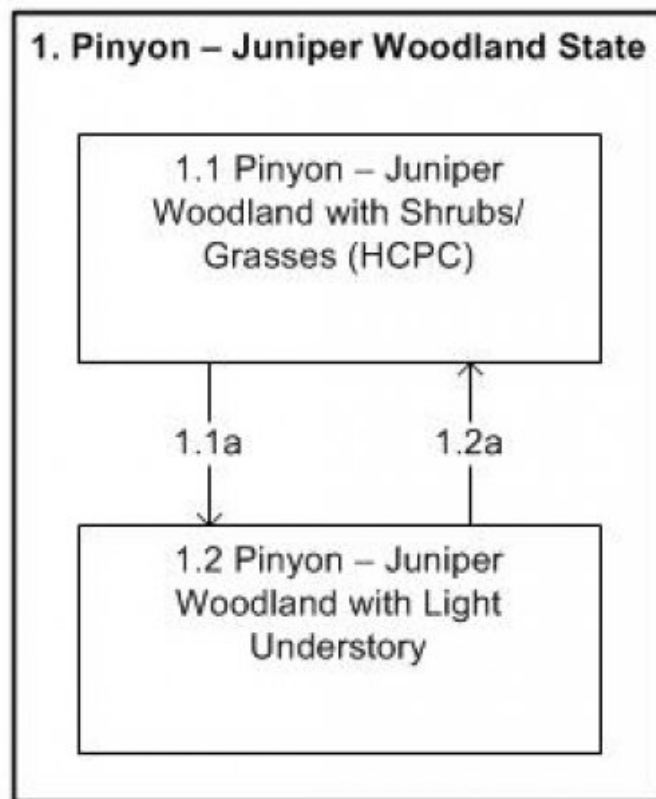 1. Pinyon – Juniper Woodland State
1.1 Pinyon – Juniper
Woodland with Shrubs/
Grasses (HCPC)
1.1a
1.2a
1.2 Pinyon – Juniper
Woodland with Light
Understory